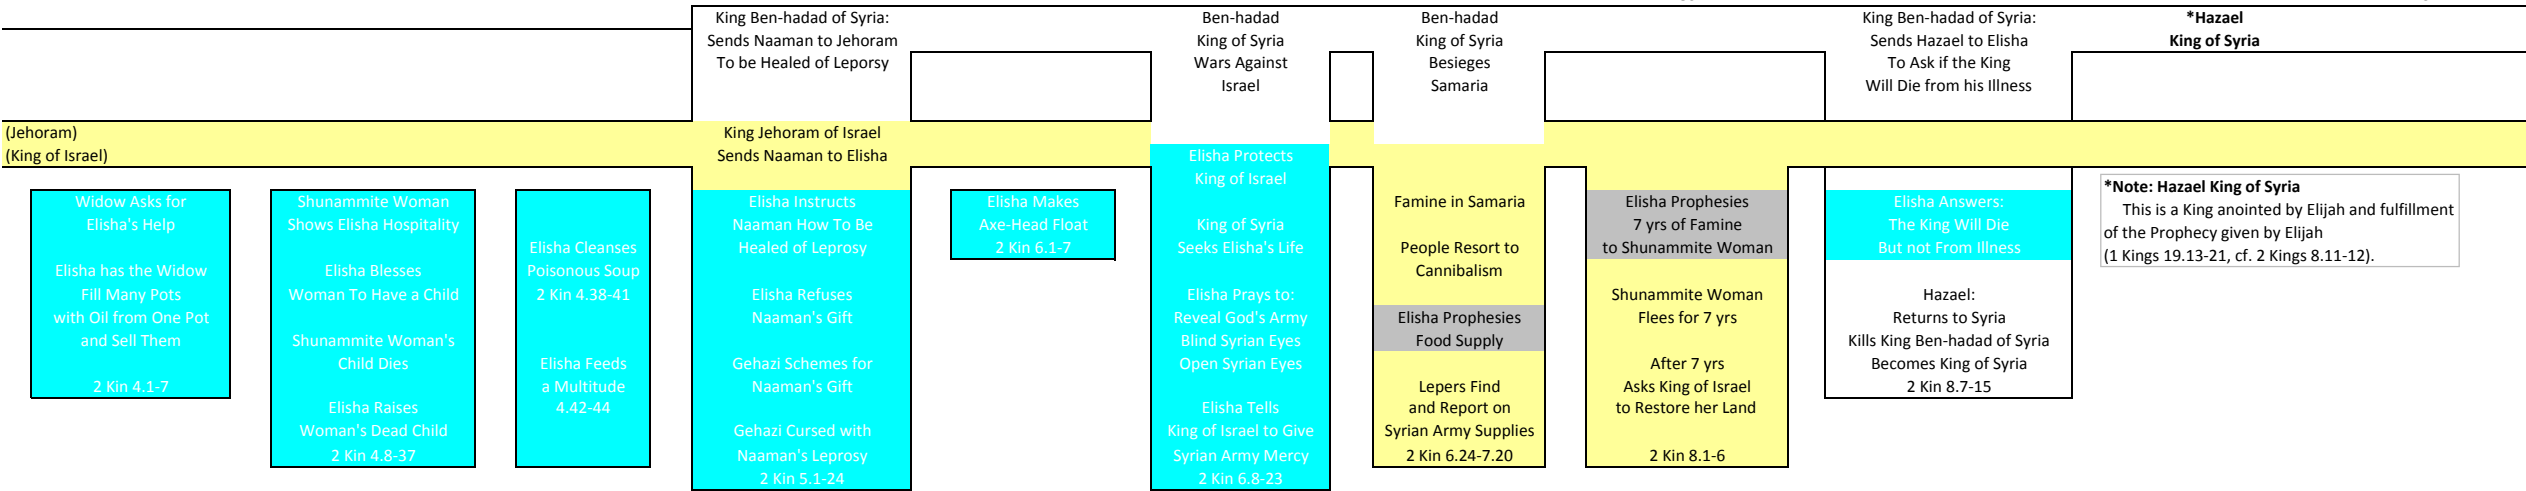 King Ben-hadad of Syria:
Sends Naaman to Jehoram
To be Healed of Leporsy
Ben-hadad
King of Syria
Wars Against
Israel
Ben-hadad
King of Syria
Besieges
Samaria
King Ben-hadad of Syria:
Sends Hazael to Elisha
To Ask if the King
Will Die from his Illness
*Hazael
King of Syria
(Jehoram)
(King of Israel)
King Jehoram of Israel
Sends Naaman to Elisha
Widow Asks for
Elisha's Help
Elisha has the Widow
Fill Many Pots
with Oil from One Pot
and Sell Them
2 Kin 4.1-7
Shunammite Woman
Shows Elisha Hospitality
Elisha Blesses
Woman To Have a Child
Shunammite Woman's
Child Dies
Elisha Raises
Woman's Dead Child
2 Kin 4.8-37
Elisha Cleanses
Poisonous Soup
2 Kin 4.38-41
Elisha Feeds
a Multitude
4.42-44
Elisha Instructs
Naaman How To Be
Healed of Leprosy
Elisha Refuses
Naaman's Gift
Gehazi Schemes for
Naaman's Gift
Gehazi Cursed with
Naaman's Leprosy
2 Kin 5.1-24
Elisha Makes
Axe-Head Float
2 Kin 6.1-7
Elisha Protects
King of Israel
King of Syria
Seeks Elisha's Life
Elisha Prays to:
Reveal God's Army
Blind Syrian Eyes
Open Syrian Eyes
Elisha Tells
King of Israel to Give
Syrian Army Mercy
2 Kin 6.8-23
Famine in Samaria
People Resort to
Cannibalism
Elisha Prophesies
Food Supply
Lepers Find
and Report on
Syrian Army Supplies
2 Kin 6.24-7.20
Elisha Prophesies
7 yrs of Famine
to Shunammite Woman
Shunammite Woman
Flees for 7 yrs
After 7 yrs
Asks King of Israel
to Restore her Land
2 Kin 8.1-6
Elisha Answers:
The King Will Die
But not From Illness
Hazael:
Returns to Syria
Kills King Ben-hadad of Syria
Becomes King of Syria
2 Kin 8.7-15
*Note: Hazael King of Syria
This is a King anointed by Elijah and fulfillment
of the Prophecy given by Elijah
(1 Kings 19.13-21, cf. 2 Kings 8.11-12).